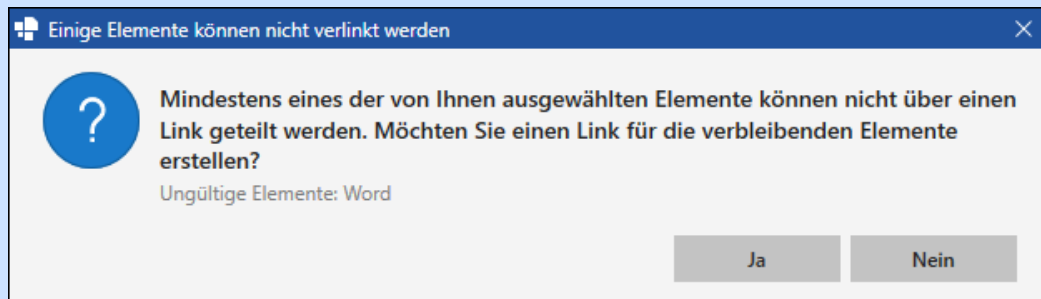 Einige Elemente können nicht verlinkt werden
Mindestens eines der von Ihnen ausgewählten Elemente können nicht über einen
Link geteilt werden. Möchten Sie einen Link für die verbleibenden Elemente
erstellen?
Ungültige Elemente: Word
Ja
Nein